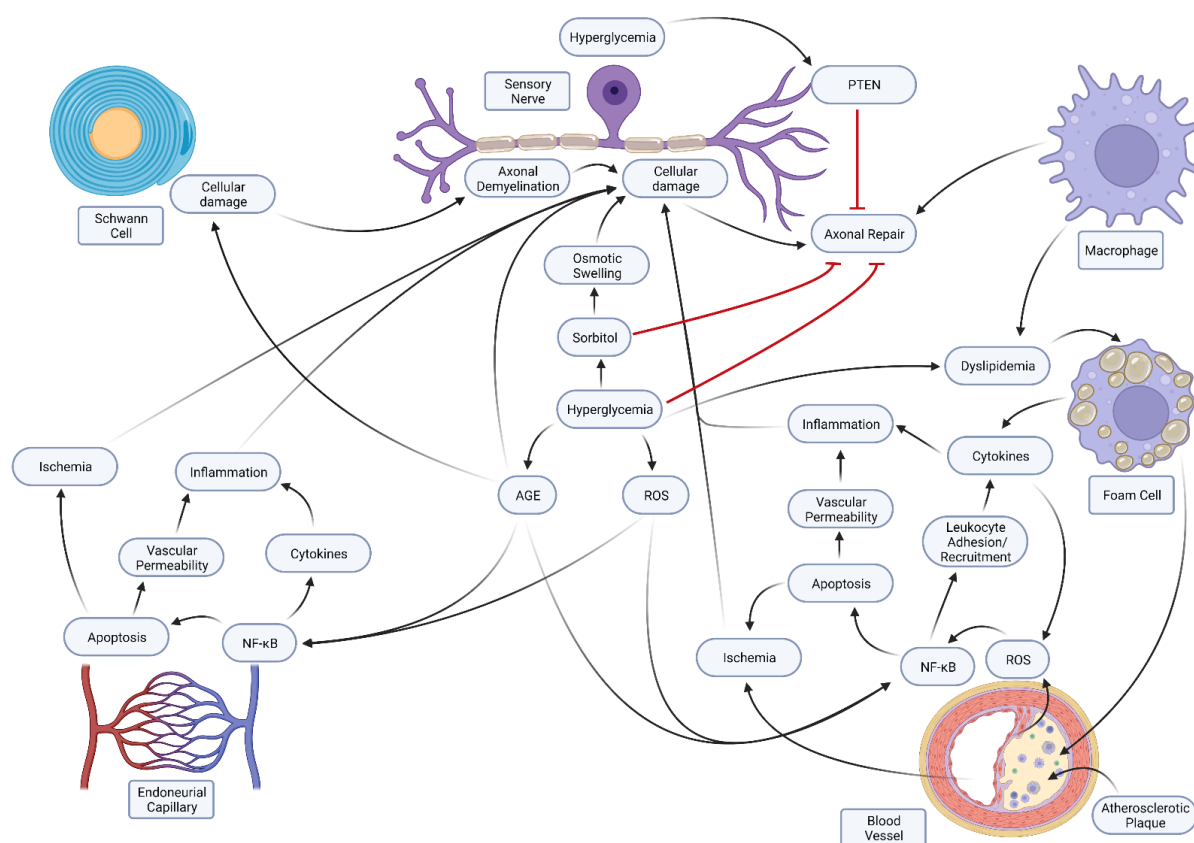 Hyperglycemia
Sensory
Nerve
PTEN
Axonal
Demyelination
Cellular
damage
Cellular
damage
Schwann
Cell
Axonal Repair
Macrophage
Osmotic
Swelling
Sorbitol
Dyslipidemia
Hyperglycemia
Inflammation
Cytokines
Ischemia
Inflammation
AGE
ROS
Foam Cell
Vascular
Permeability
Leukocyte
Adhesion/
Recruitment
Vascular
Permeability
Cytokines
Apoptosis
Apoptosis
NF-κB
Ischemia
NF-κB
ROS
Endoneurial
Capillary
Blood
Vessel
Atherosclerotic
Plaque